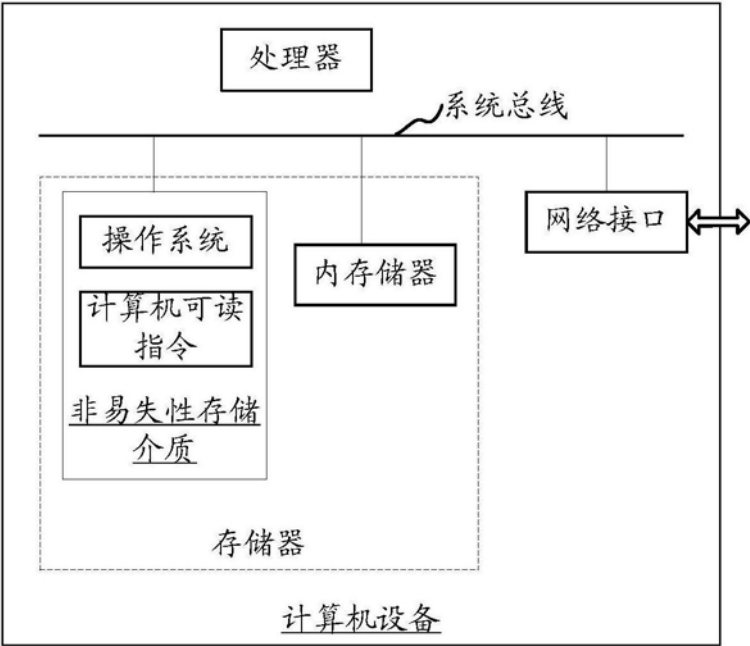 处理器
系统总线
操作系统
网络接口
内存储器
计算机可读
指令
非易失性存储
介质
存储器
计算机设备